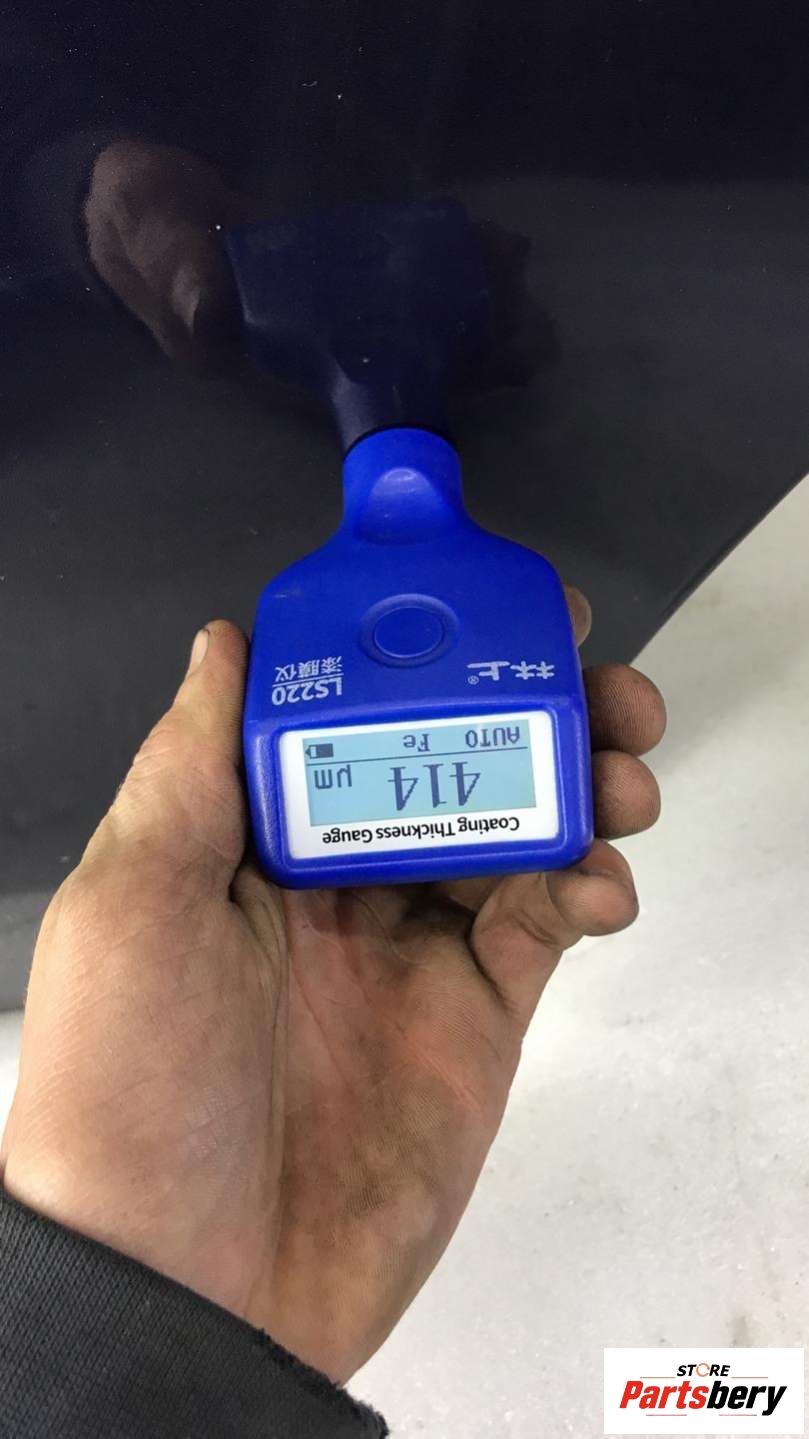 Coating Thickness Gauge
414 μm
AUTO Fe
林上®
LS220
漆膜仪
STORE
Partsbery